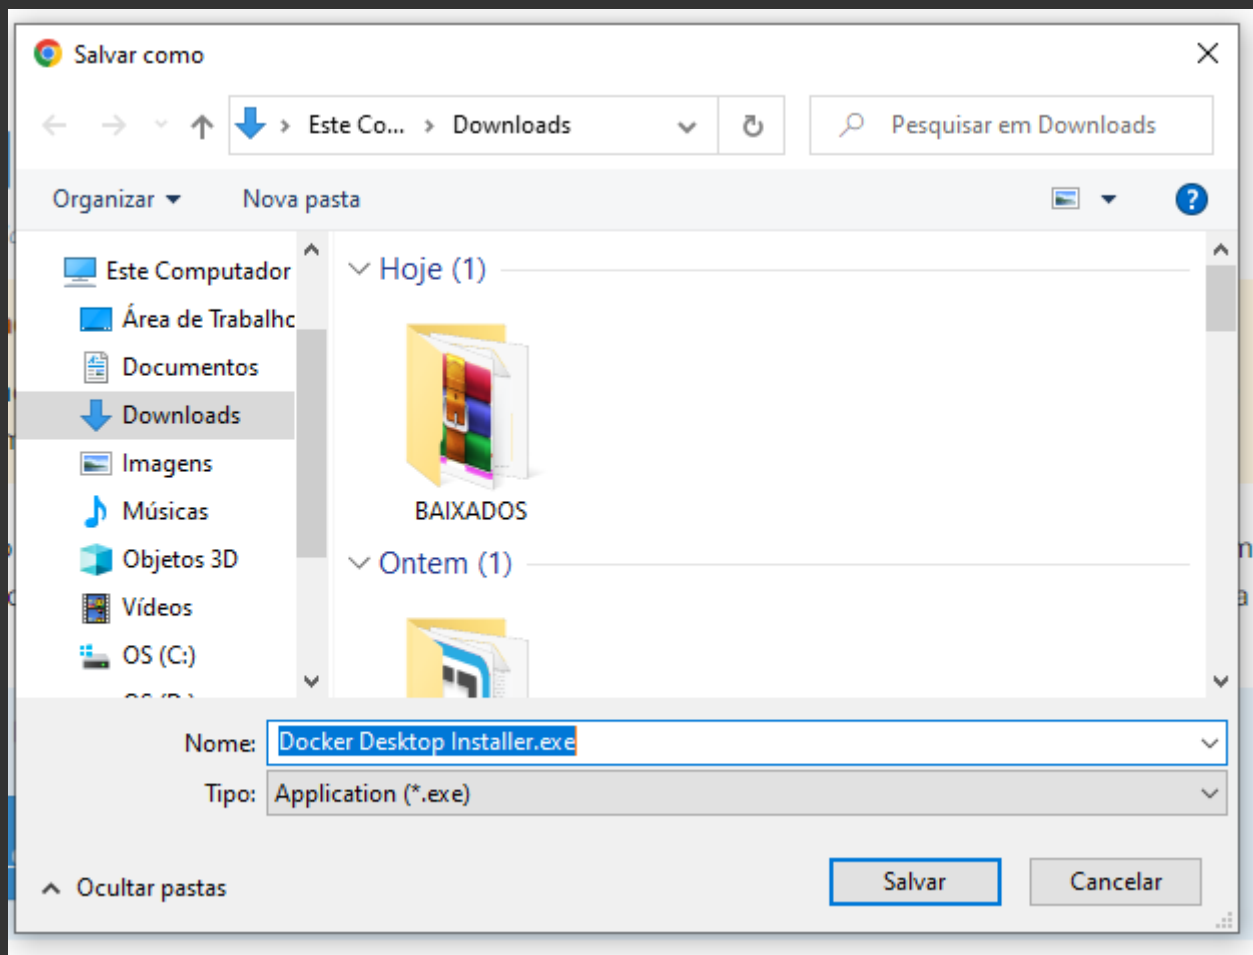 Salvar como
Este Co... Downloads
Pesquisar em Downloads
Organizar
Nova pasta
?
Este Computador
Área de Trabalho
Documentos
Downloads
Imagens
Músicas
Objetos 3D
Vídeos
OS (C:)
Hoje (1)
BAIXADOS
Ontem (1)
Nome: Docker Desktop Installer.exe
Tipo: Application (*.exe)
Ocultar pastas
Salvar
Cancelar